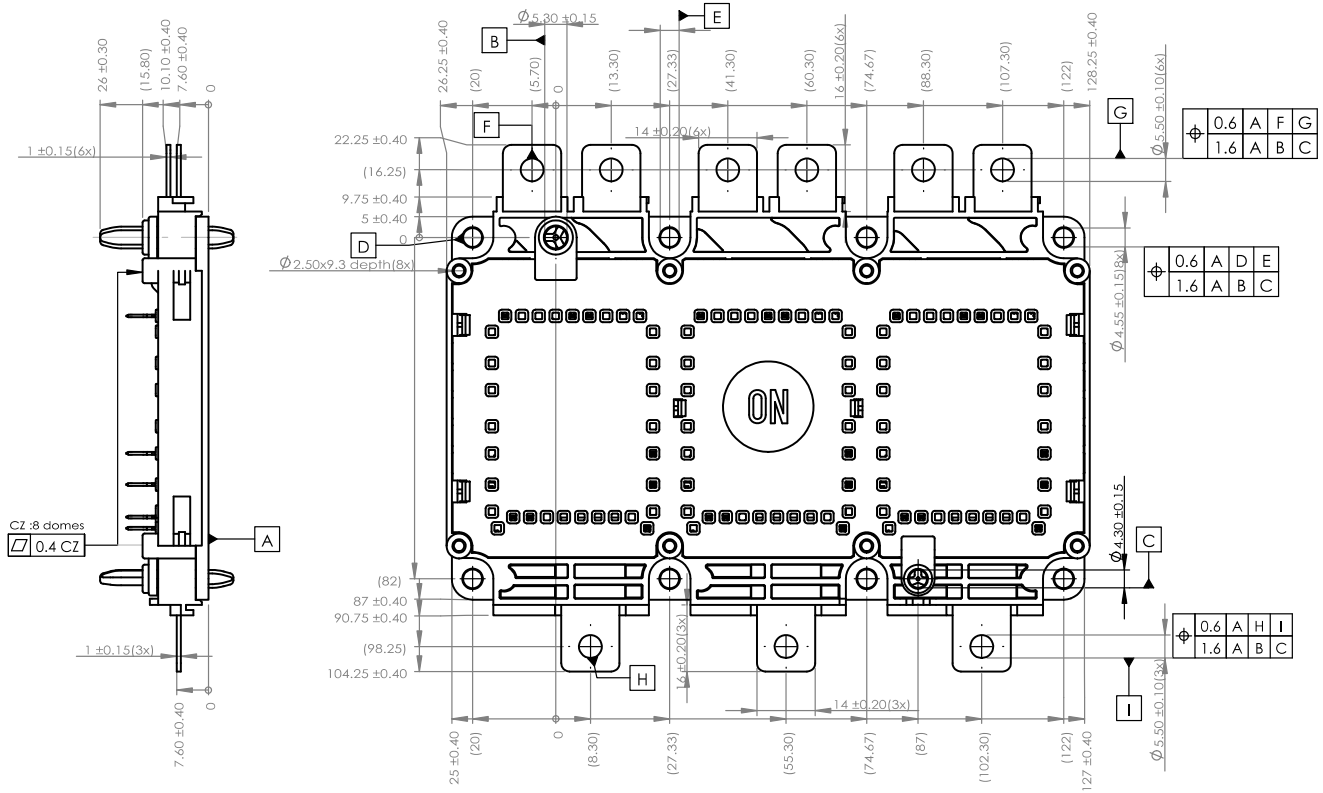 26 ±0.30
(15.80)
10.10 ±0.40
7.60 ±0.40
0
1 ±0.15(6x)
CZ :8 domes
0.4 CZ
A
1 ±0.15(3x)
7.60 ±0.40
0
26.25 ±0.40
(20)
(5.70)
0
(13.30)
(27.33)
(41.30)
(60.30)
16 ±0.20(6x)
(74.67)
(88.30)
(107.30)
(122)
128.25 ±0.40
Ø5.30 ±0.15
B
E
F
G
Ø5.50 ±0.10(6x)
0.6 A F G
1.6 A B C
22.25 ±0.40
(16.25)
9.75 ±0.40
5 ±0.40
0
14 ±0.20(6x)
D
Ø2.50x9.3 depth(8x)
0.6 A D E
1.6 A B C
Ø4.55 ±0.15(8x)
ON
Ø4.30 ±0.15
C
(82)
87 ±0.40
90.75 ±0.40
(98.25)
104.25 ±0.40
H
16 ±0.20(3x)
14 ±0.20(3x)
0.6 A H I
1.6 A B C
I
Ø5.50 ±0.10(3x)
25 ±0.40
(20)
0
(8.30)
(27.33)
(55.30)
(74.67)
(87)
(102.30)
(122)
127 ±0.40